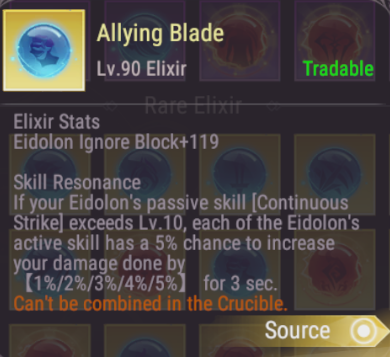 Allying Blade
Lv.90 Elixir
Tradable
Rare Elixir
Elixir Stats
Eidolon Ignore Block+119
Skill Resonance
If your Eidolon's passive skill [Continuous
Strike] exceeds Lv.10, each of the Eidolon's
active skill has a 5% chance to increase
your damage done by
【1%/2%/3%/4%/5%】 for 3 sec.
Can't be combined in the Crucible.
Source